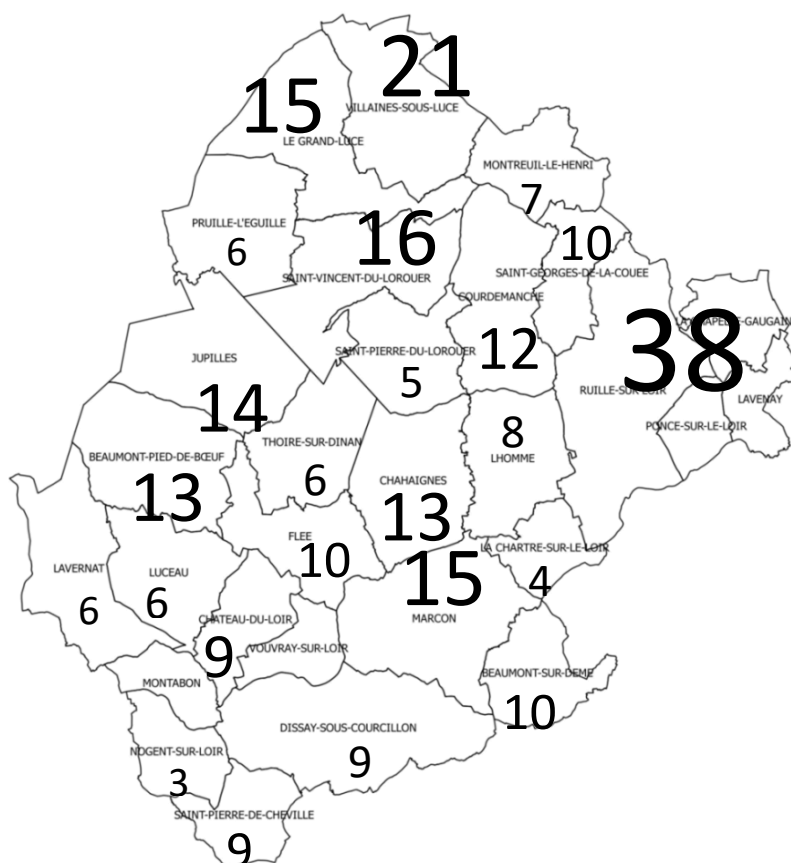 21
VILLAINES-SOUS-LUCE
15
LE GRAND-LUCE
MONTREUIL-LE-HENRI
7
PRUILLE-L'EGUILLE
6
16
SAINT-VINCENT-DU-LOROUER
10
SAINT-GEORGES-DE-LA-COUEE
COURDEMANCHE
12
38
LA CHAPELLE-GAUGAIN
SAINT-PIERRE-DU-LOROUER
5
JUPILLES
14
RUILLE-SUR-LOIR
LAVENAY
PONCE-SUR-LE-LOIR
8
LHOMME
THOIRE-SUR-DINAN
6
BEAUMONT-PIED-DE-BŒUF
13
CHAHAIGNES
13
FLEE
10
LA CHARTRE-SUR-LE-LOIR
4
LAVERNAT
6
LUCEAU
6
15
MARCON
CHATEAU-DU-LOIR
9
VOUVRAY-SUR-LOIR
BEAUMONT-SUR-DEME
10
MONTABON
DISSAY-SOUS-COURCILLON
9
NOGENT-SUR-LOIR
3
SAINT-PIERRE-DE-CHEVILLE
9